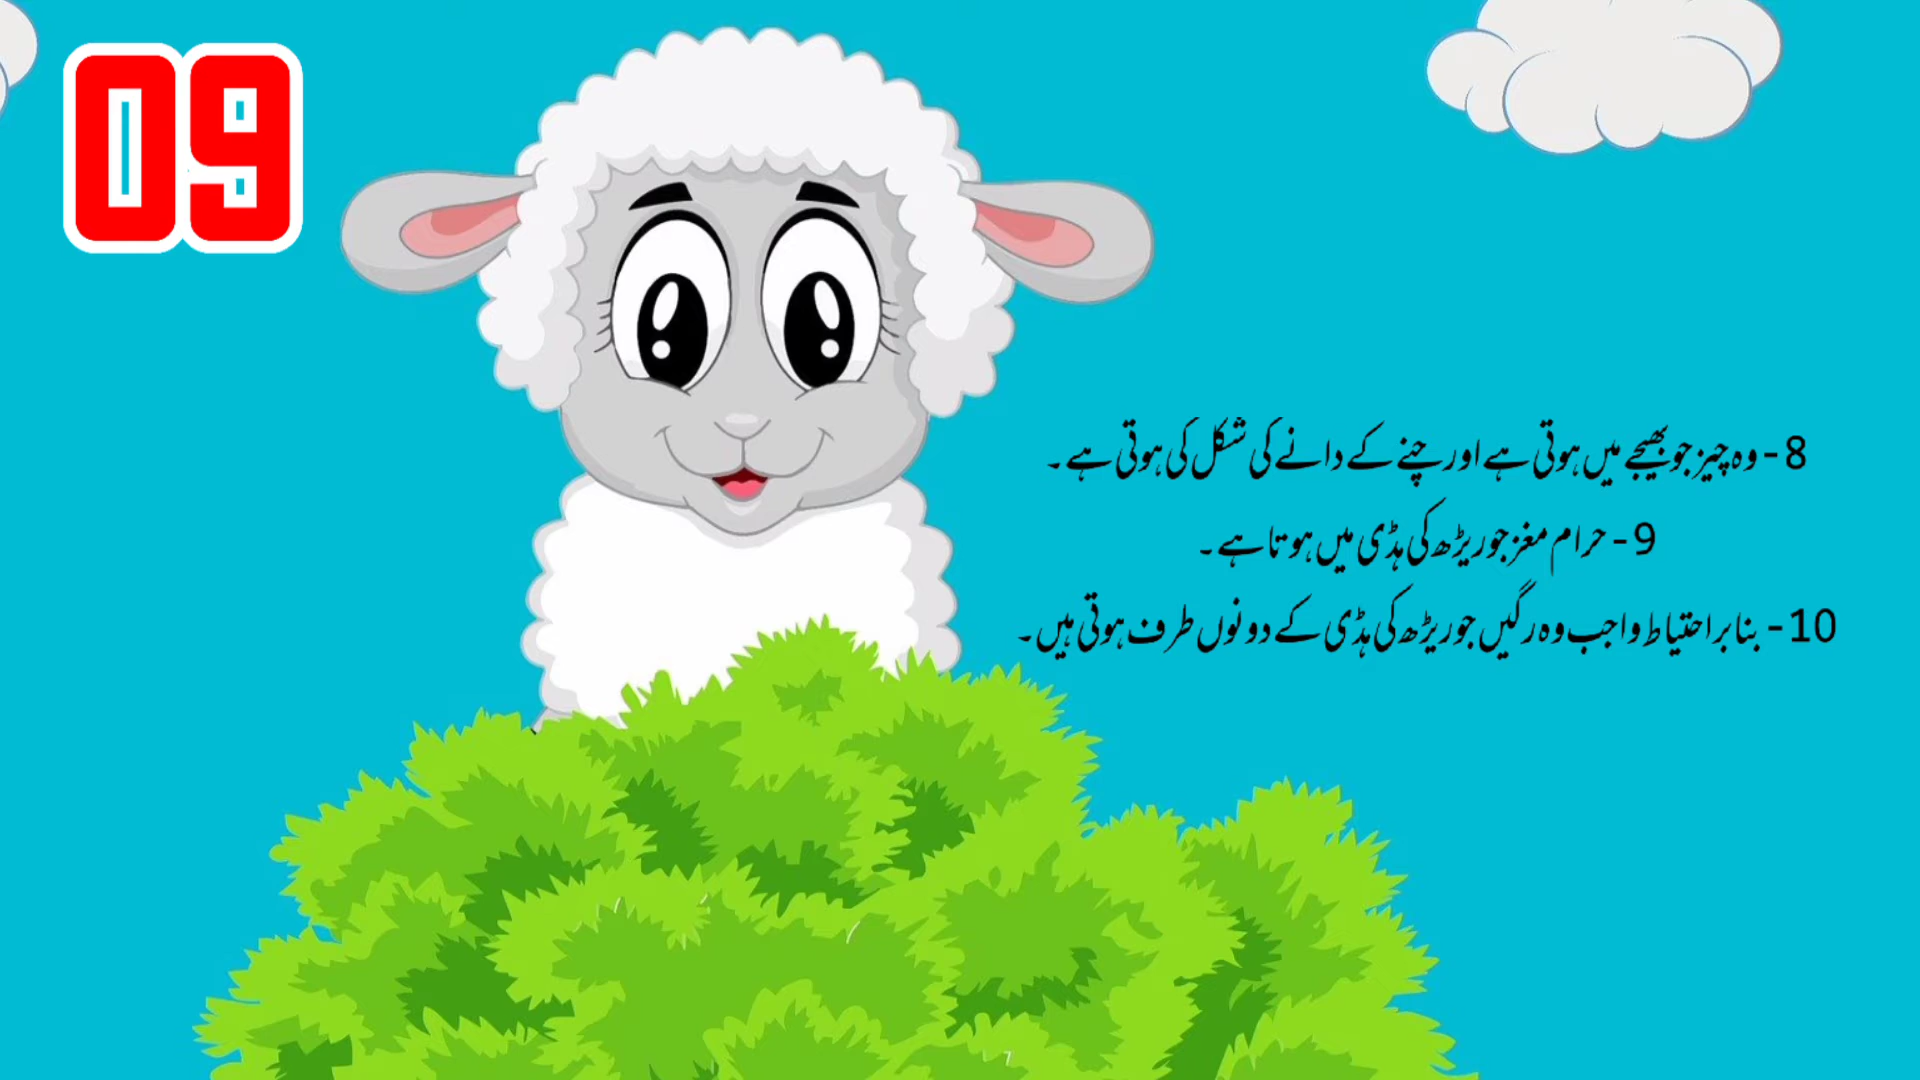 09
8- وہ چیز جو بھیجے میں ہوتی ہے اور چنے کے دانے کی شکل کی ہوتی ہے۔
9- حرام مغز جو ریڑھ کی ہڈی میں ہوتا ہے۔
10- بنا بر احتیاط واجب وہ رگیں جو ریڑھ کی ہڈی کے دونوں طرف ہوتی ہیں۔